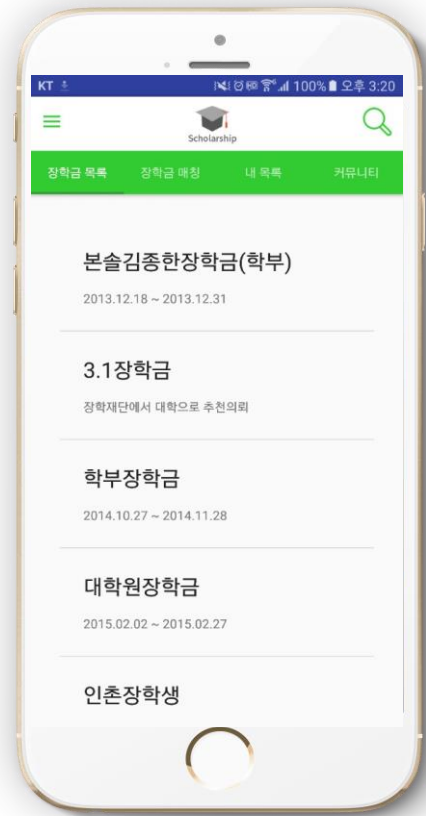 KT 100% 오후 3:20
Scholarship
장학금 목록 장학금 매칭 내 목록 커뮤니티
본솔김종한장학금(학부)
2013.12.18 ~ 2013.12.31
3.1장학금
장학재단에서 대학으로 추천의뢰
학부장학금
2014.10.27 ~ 2014.11.28
대학원장학금
2015.02.02 ~ 2015.02.27
인촌장학생